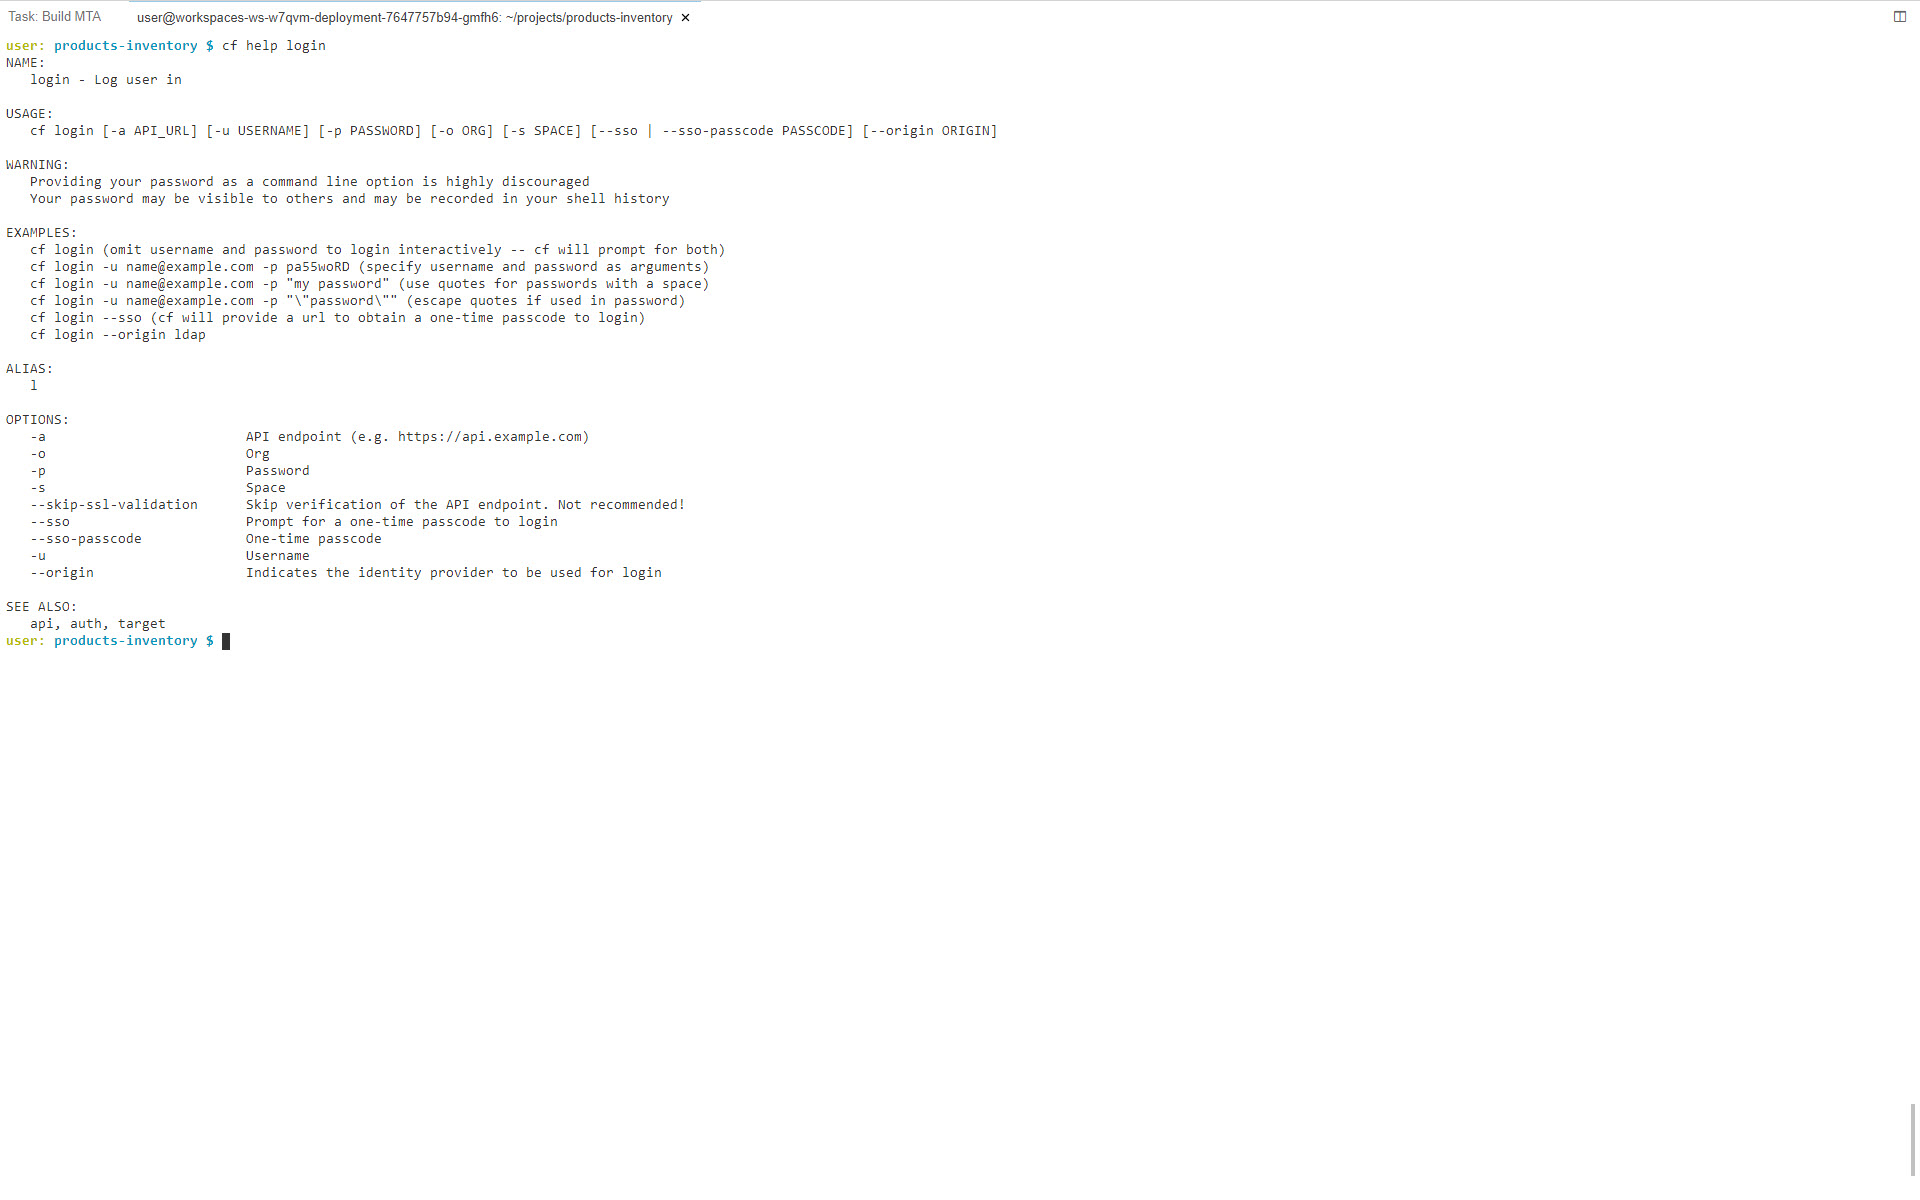 Task: Build MTA
user@workspaces-ws-w7qvm-deployment-7647757b94-gmfh6: ~/projects/products-inventory ×
user: products-inventory $ cf help login
NAME:
   login - Log user in

USAGE:
   cf login [-a API_URL] [-u USERNAME] [-p PASSWORD] [-o ORG] [-s SPACE] [--sso | --sso-passcode PASSCODE] [--origin ORIGIN]

WARNING:
   Providing your password as a command line option is highly discouraged
   Your password may be visible to others and may be recorded in your shell history

EXAMPLES:
   cf login (omit username and password to login interactively -- cf will prompt for both)
   cf login -u name@example.com -p pa55woRD (specify username and password as arguments)
   cf login -u name@example.com -p "my password" (use quotes for passwords with a space)
   cf login -u name@example.com -p "\"password\"" (escape quotes if used in password)
   cf login --sso (cf will provide a url to obtain a one-time passcode to login)
   cf login --origin ldap

ALIAS:
   l

OPTIONS:
   -a                         API endpoint (e.g. https://api.example.com)
   -o                         Org
   -p                         Password
   -s                         Space
   --skip-ssl-validation      Skip verification of the API endpoint. Not recommended!
   --sso                      Prompt for a one-time passcode to login
   --sso-passcode             One-time passcode
   -u                         Username
   --origin                   Indicates the identity provider to be used for login

SEE ALSO:
   api, auth, target
user: products-inventory $